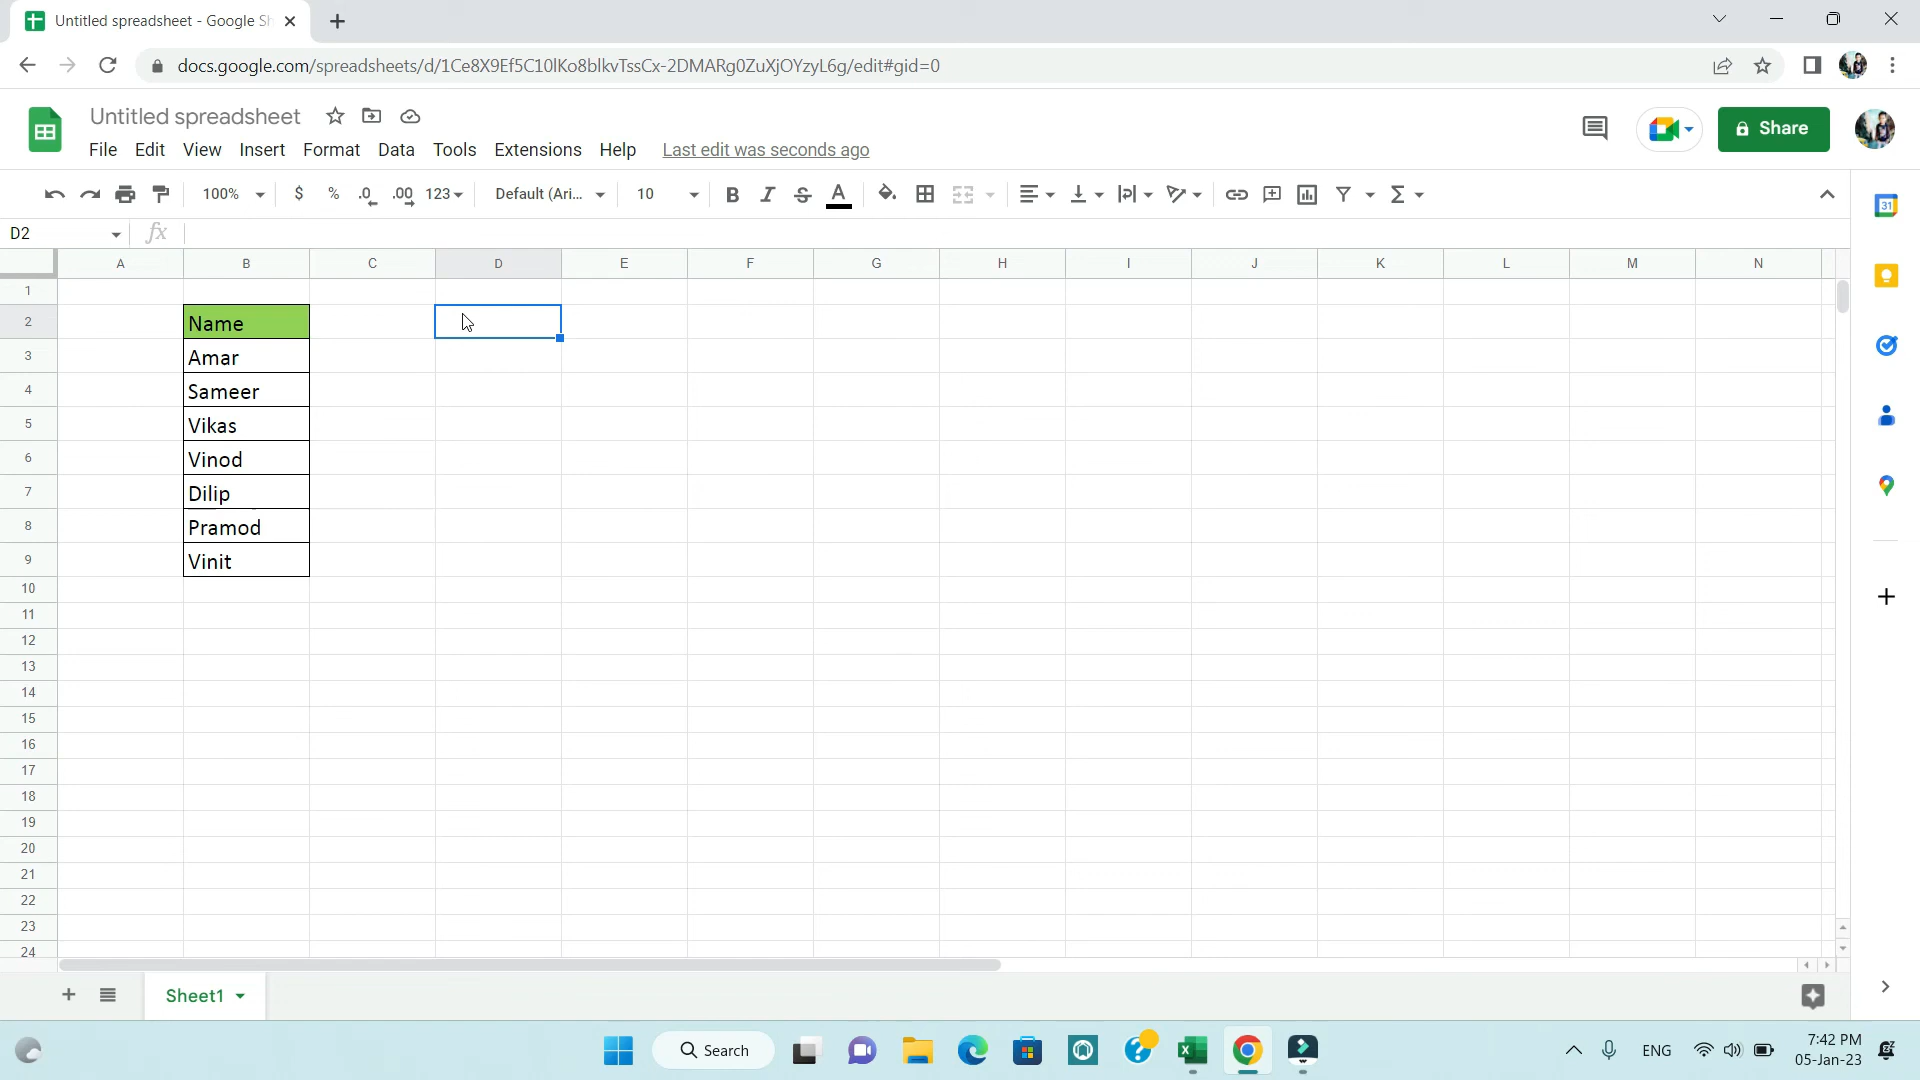 Untitled spreadsheet - Google Sh
docs.google.com/spreadsheets/d/1Ce8X9Ef5C10lKo8blkvTssCx-2DMARg0ZuXjOYzyL6g/edit#gid=0
Untitled spreadsheet
File Edit View Insert Format Data Tools Extensions Help Last edit was seconds ago
Share
100% $ % .0 .00 123 Default (Ari... 10 B I S A
31
D2 fx
A B C D E F G H I J K L M N
1
2 Name
3 Amar
4 Sameer
5 Vikas
6 Vinod
7 Dilip
8 Pramod
9 Vinit
10
11
12
13
14
15
16
17
18
19
20
21
22
23
24
Sheet1
Search
ENG
7:42 PM
05-Jan-23